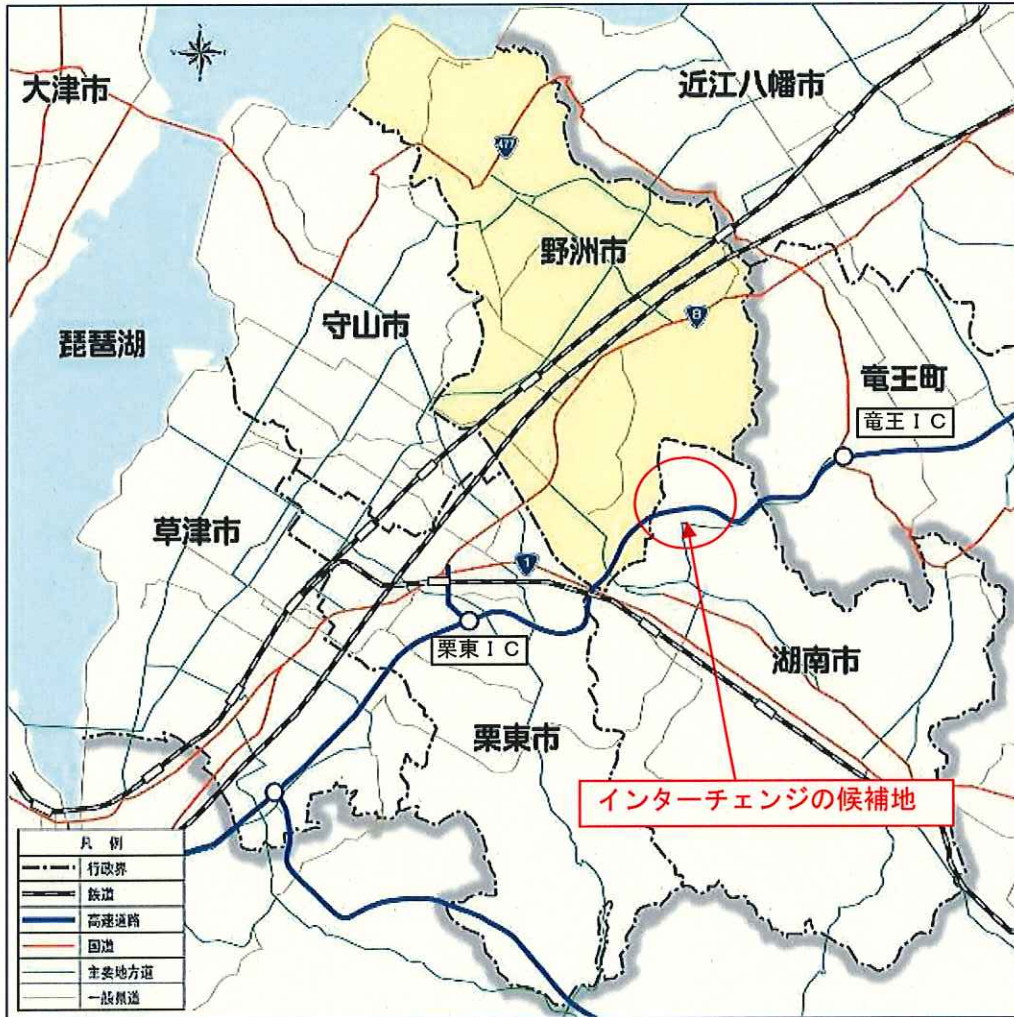 大津市
近江八幡市
477
野洲市
守山市
8
琵琶湖
竜王町
竜王IC
草津市
1
栗東IC
湖南市
栗東市
インターチェンジの候補地
凡例
行政界
鉄道
高速道路
国道
主要地方道
一般県道